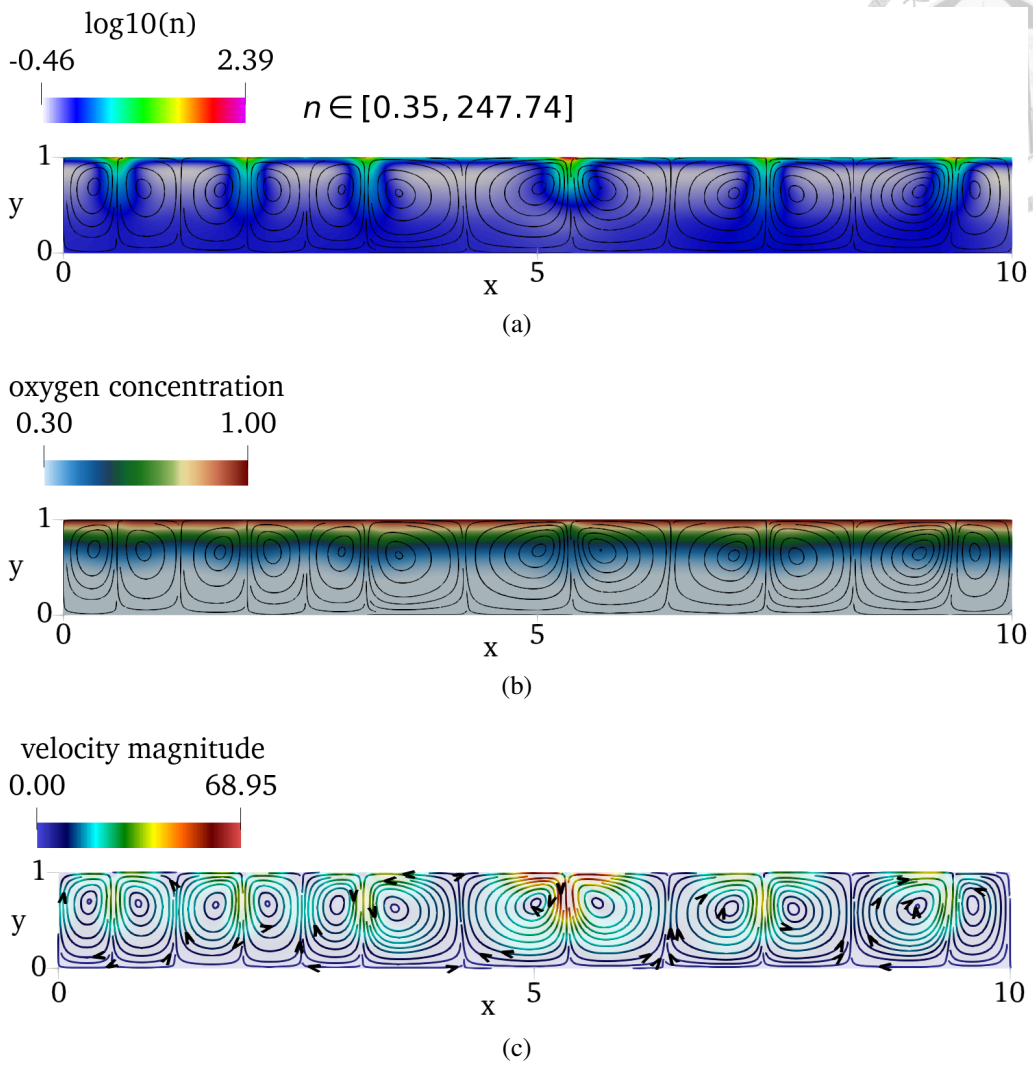 log10(n)
-0.46 2.39
n ∈ [0.35, 247.74]
1
y
0
0 5 10
x
(a)
oxygen concentration
0.30 1.00
1
y
0
0 5 10
x
(b)
velocity magnitude
0.00 68.95
1
y
0
0 5 10
x
(c)